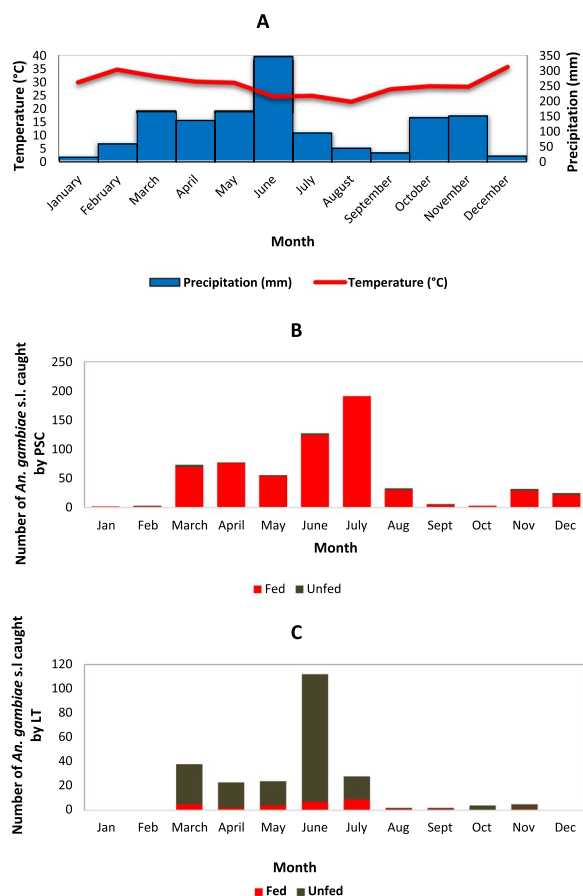 A
Temperature (°C)
40
35
30
25
20
15
10
5
0
350
300
250
200
150
100
50
0
Precipitation (mm)
January
February
March
April
May
June
July
August
September
October
November
December
Month
Precipitation (mm) Temperature (°C)
B
Number of An. gambiae s.l. caught
by PSC
250
200
150
100
50
0
Jan Feb March April May June July Aug Sept Oct Nov Dec
Month
Fed Unfed
C
Number of An. gambiae s.l caught
by LT
120
100
80
60
40
20
0
Jan Feb March April May June July Aug Sept Oct Nov Dec
Month
Fed Unfed